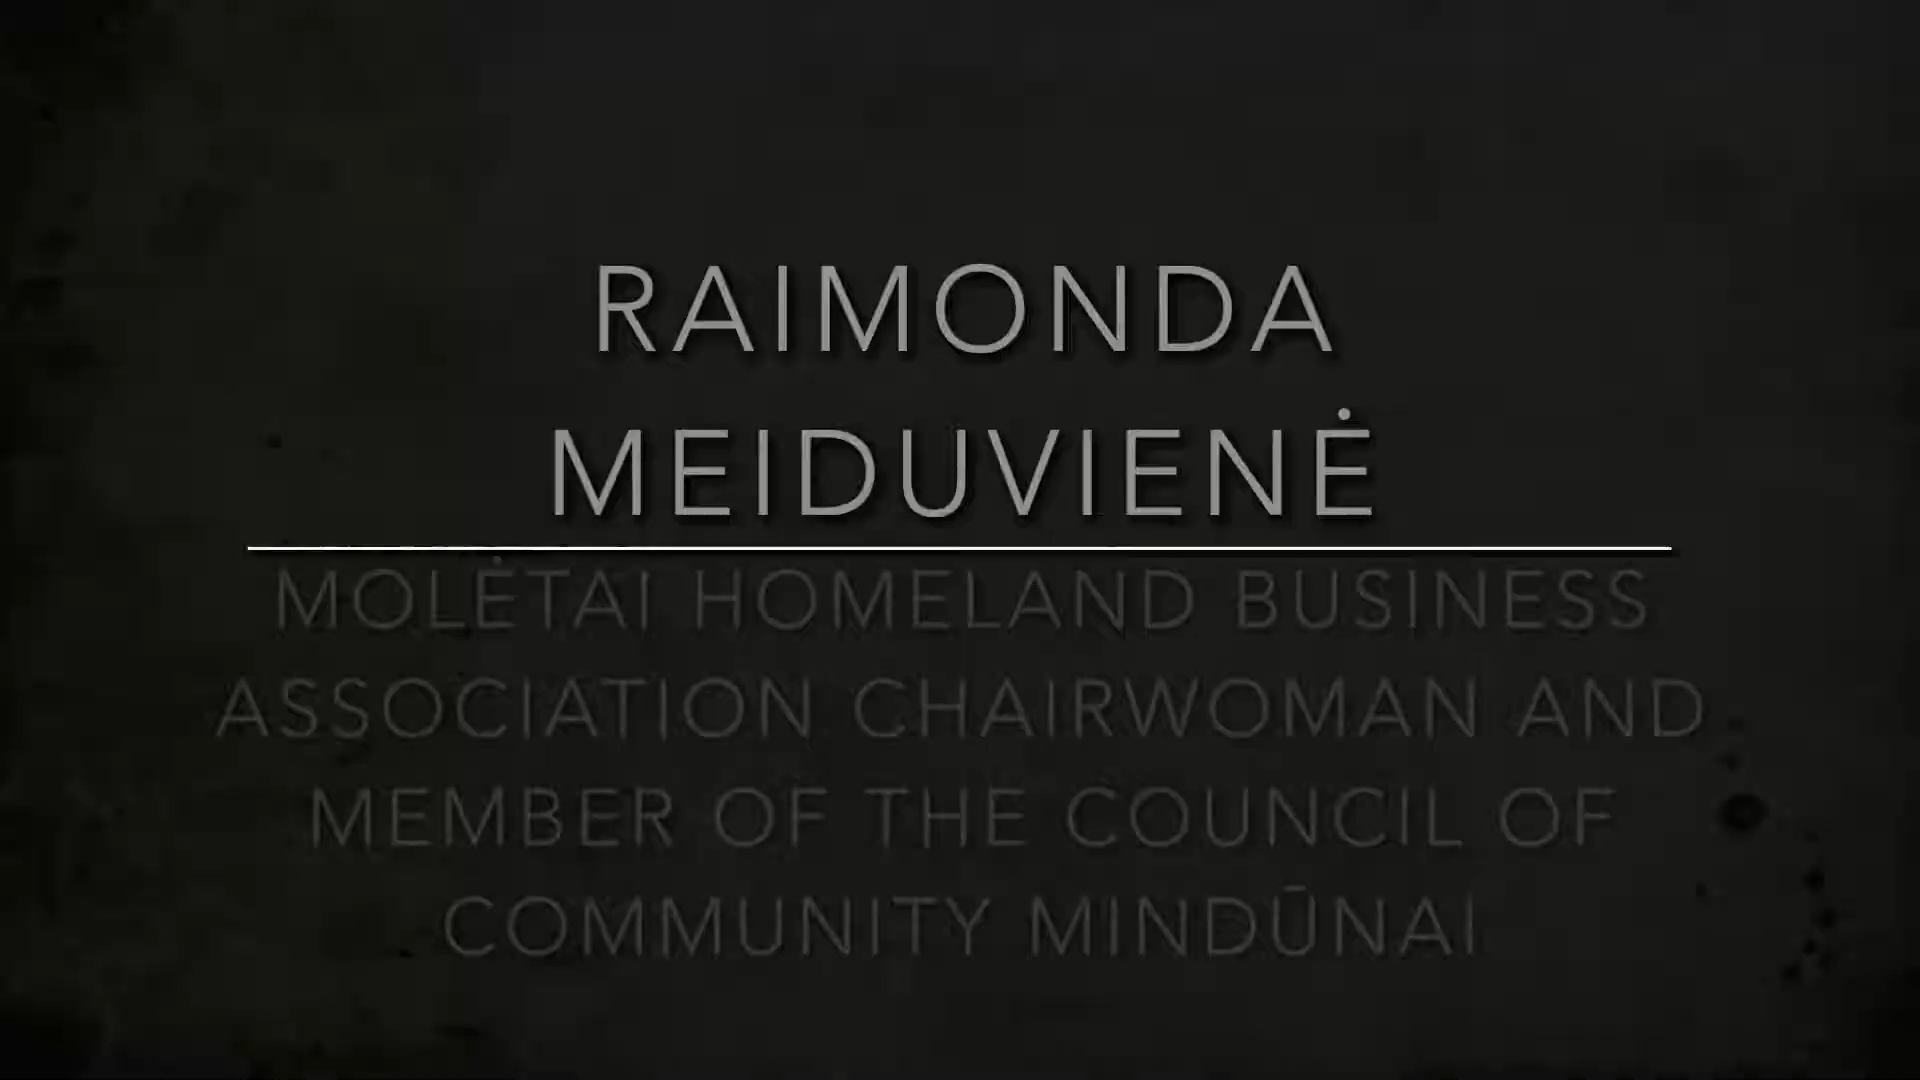 RAIMONDA
MEIDUVIENĖ
MOLĖTAI HOMELAND BUSINESS
ASSOCIATION CHAIRWOMAN AND
MEMBER OF THE COUNCIL OF
COMMUNITY MINDŪNAI